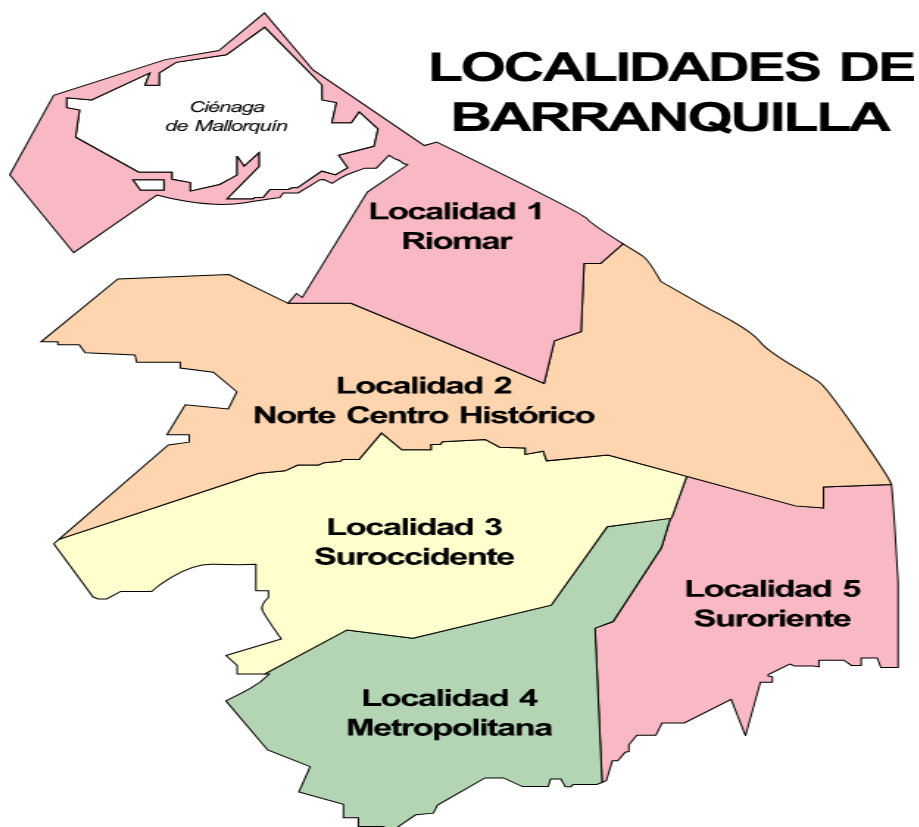 LOCALIDADES DE
BARRANQUILLA
Ciénaga
de Mallorquín
Localidad 1
Riomar
Localidad 2
Norte Centro Histórico
Localidad 3
Suroccidente
Localidad 5
Suroriente
Localidad 4
Metropolitana